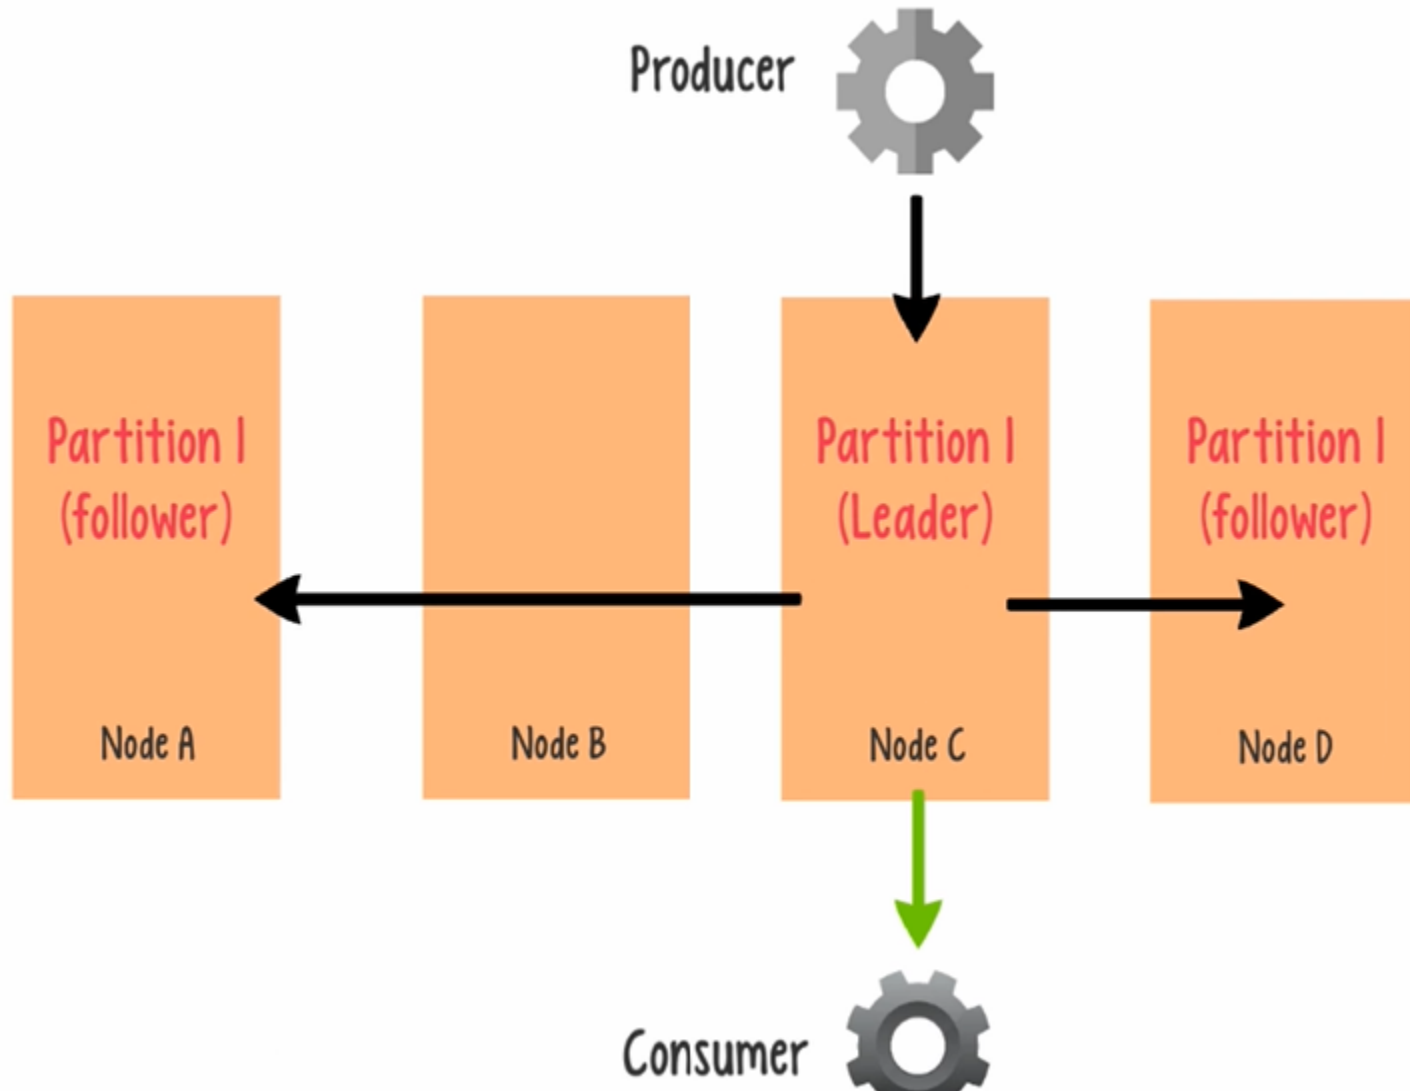 Producer
Partition 1
(follower)
Partition 1
(Leader)
Partition 1
(follower)
Node A
Node B
Node C
Node D
Consumer